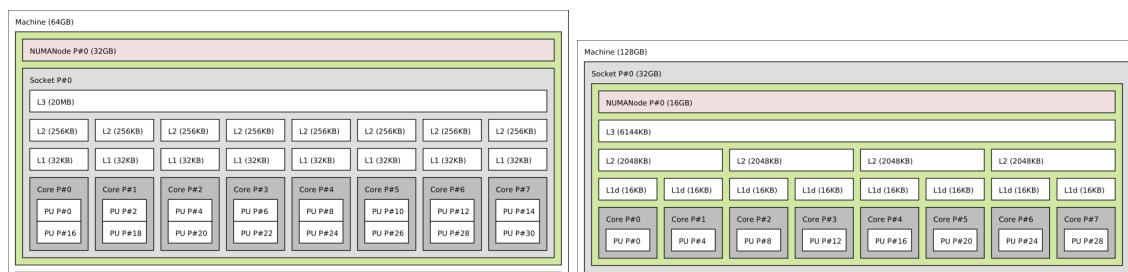 Machine (64GB)
NUMANode P#0 (32GB)
Socket P#0
L3 (20MB)
L2 (256KB) L2 (256KB) L2 (256KB) L2 (256KB) L2 (256KB) L2 (256KB) L2 (256KB) L2 (256KB)
L1 (32KB) L1 (32KB) L1 (32KB) L1 (32KB) L1 (32KB) L1 (32KB) L1 (32KB) L1 (32KB)
Core P#0 Core P#1 Core P#2 Core P#3 Core P#4 Core P#5 Core P#6 Core P#7
PU P#0 PU P#2 PU P#4 PU P#6 PU P#8 PU P#10 PU P#12 PU P#14
PU P#16 PU P#18 PU P#20 PU P#22 PU P#24 PU P#26 PU P#28 PU P#30
Machine (128GB)
Socket P#0 (32GB)
NUMANode P#0 (16GB)
L3 (6144KB)
L2 (2048KB) L2 (2048KB) L2 (2048KB) L2 (2048KB)
L1d (16KB) L1d (16KB) L1d (16KB) L1d (16KB) L1d (16KB) L1d (16KB) L1d (16KB) L1d (16KB)
Core P#0 Core P#1 Core P#2 Core P#3 Core P#4 Core P#5 Core P#6 Core P#7
PU P#0 PU P#4 PU P#8 PU P#12 PU P#16 PU P#20 PU P#24 PU P#28